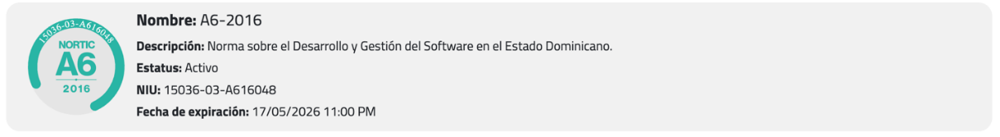 15036-03-A616048
NORTIC
A6
2016
Nombre: A6-2016
Descripción: Norma sobre el Desarrollo y Gestión del Software en el Estado Dominicano.
Estatus: Activo
NIU: 15036-03-A616048
Fecha de expiración: 17/05/2026 11:00 PM